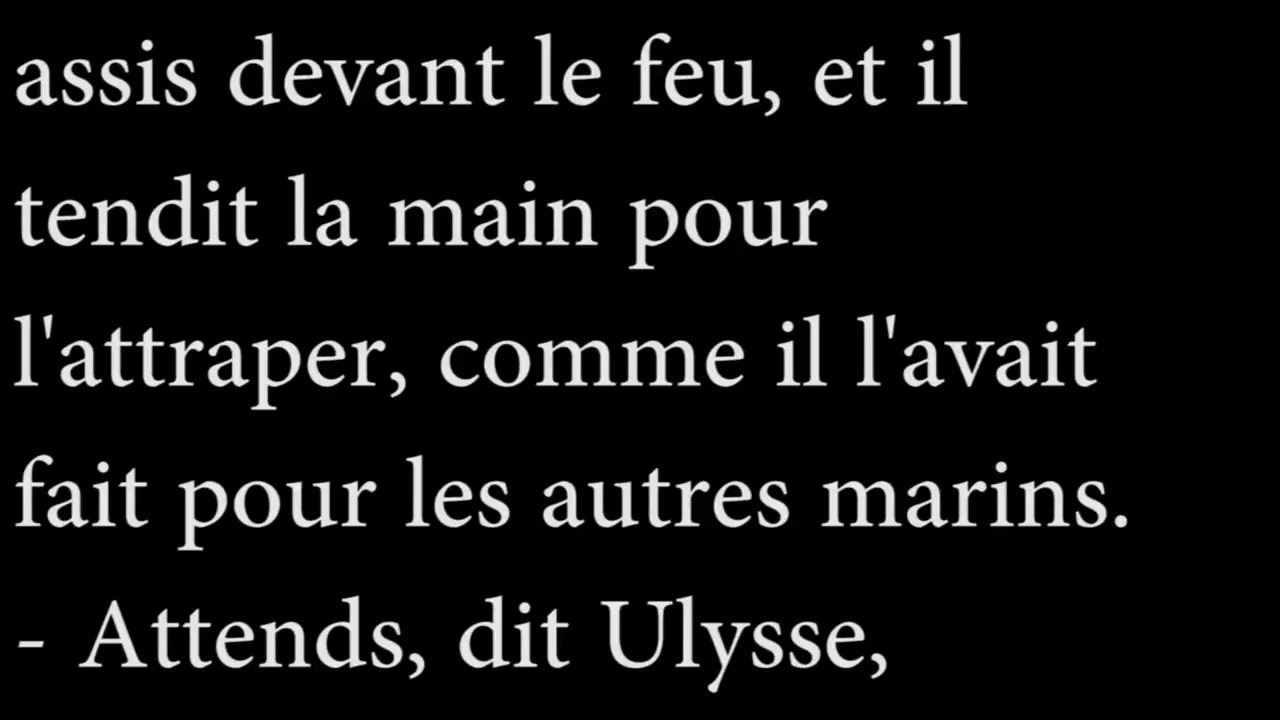 assis devant le feu, et il
tendit la main pour
l'attraper, comme il l'avait
fait pour les autres marins.
- Attends, dit Ulysse,